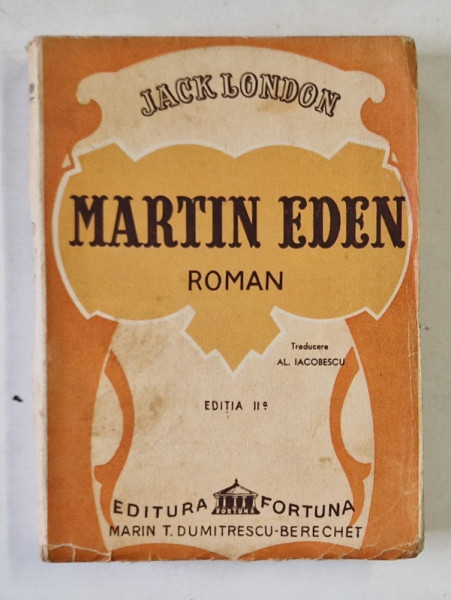 JACK LONDON
MARTIN EDEN
ROMAN
Traducere
AL. IACOBESCU
EDIȚIA IIa
EDITURA FORTUNA
MARIN T. DUMITRESCU-BERECHET